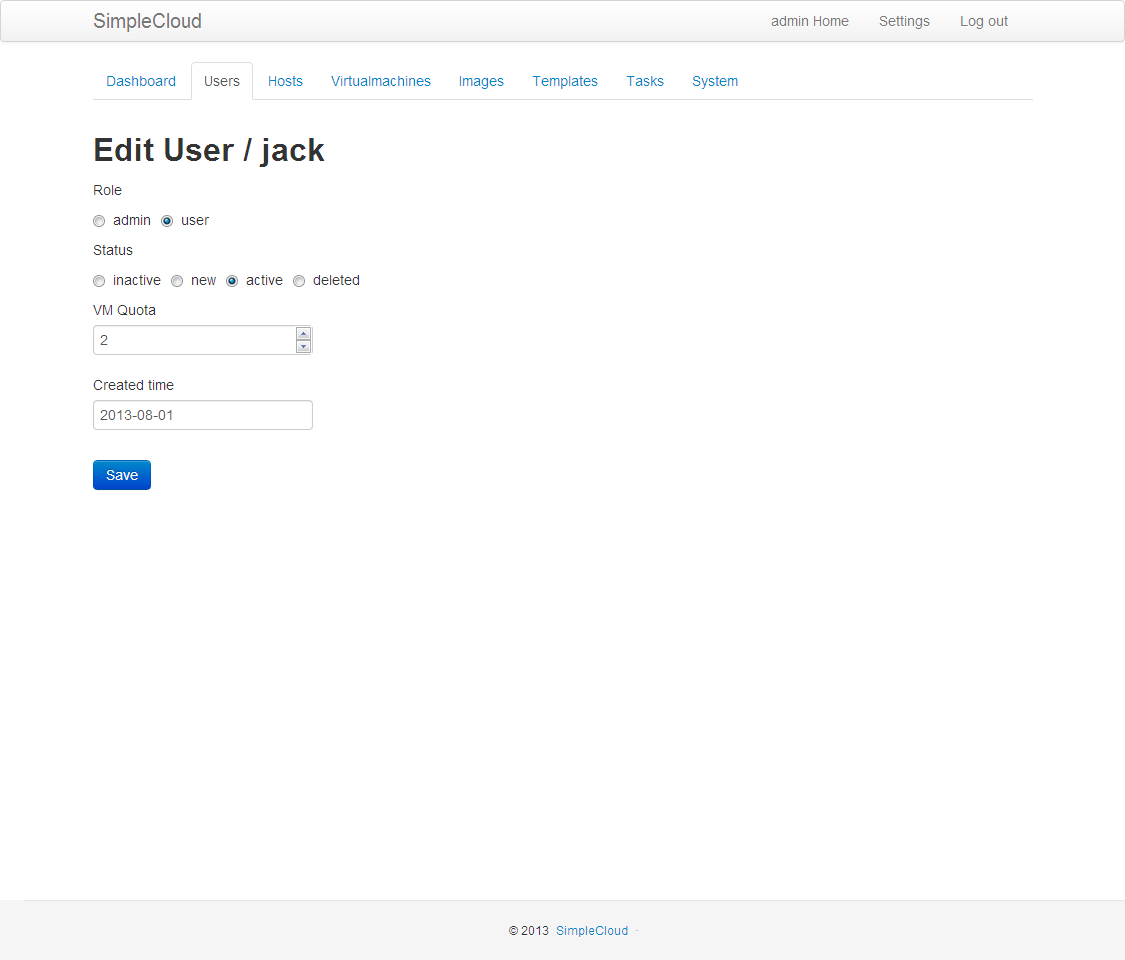 SimpleCloud admin Home Settings Log out
Dashboard Users Hosts Virtualmachines Images Templates Tasks System
Edit User / jack
Role
admin user
Status
inactive new active deleted
VM Quota
2
Created time
2013-08-01
Save
© 2013 SimpleCloud -